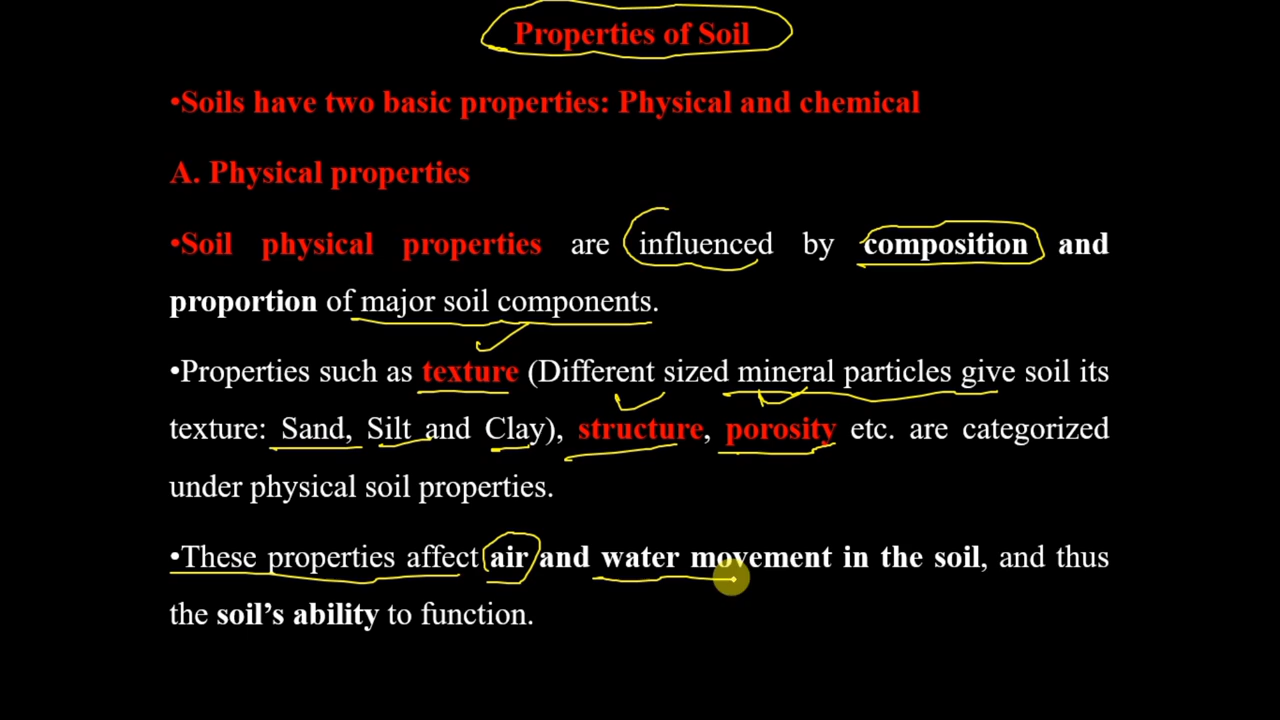 Properties of Soil
•Soils have two basic properties: Physical and chemical
A. Physical properties
•Soil physical properties are influenced by composition and
proportion of major soil components.
•Properties such as texture (Different sized mineral particles give soil its
texture: Sand, Silt and Clay), structure, porosity etc. are categorized
under physical soil properties.
•These properties affect air and water movement in the soil, and thus
the soil’s ability to function.